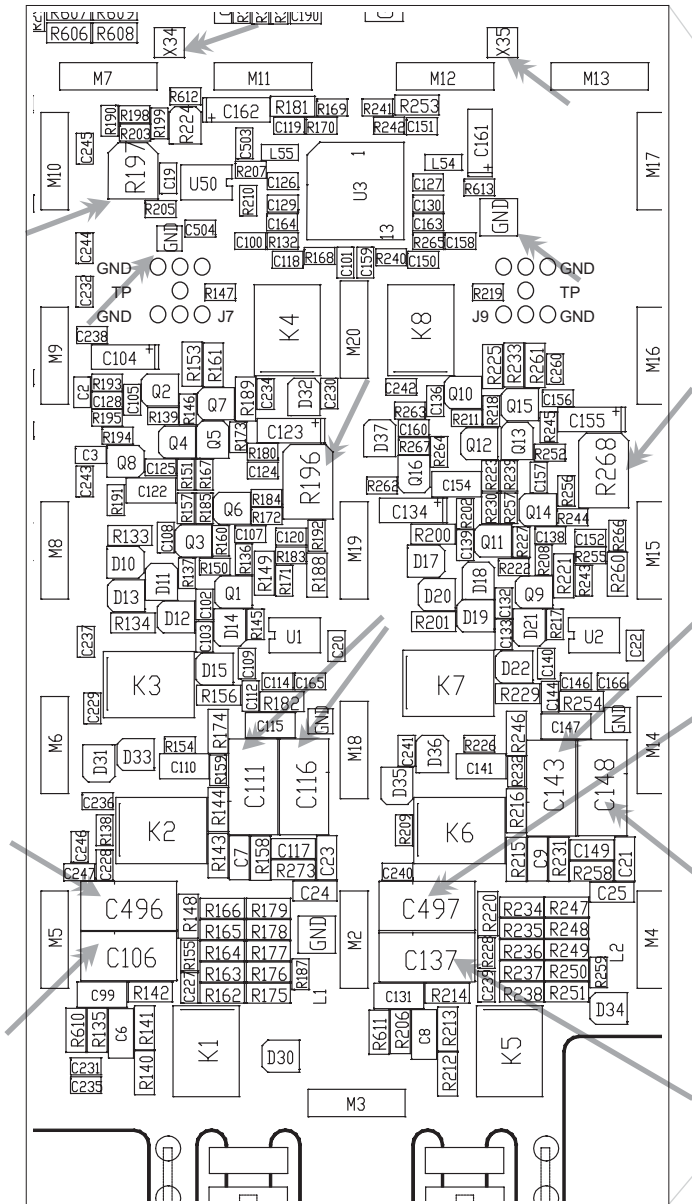 R607 R609
C190
R606 R608
X34
X35
M7 M11 M12 M13
R612
C162 R181 R169 R241 R253
R190 R198 R199 R224
R203
C119 R170 R242 C151
C161
M10 C245 R197 C19 U50 C503 L55 1 L54 M17
R207
C126 C127 R613
R210
U3
R205 C129 C130 GND
C504 C164 C163
GND 13
C244 C100 R132 R265 C158
C118 R168 C101 C159 R240 C150
GND GND
C232 TP R147 R219 TP
GND J7 J9 GND
K4 M20 K8
M9 C238 M16
C104 R153 R161 R225 R233 R261 C260
C2 R193 C105 Q2 R189 C234 D32 C230 C242 C136 Q10
C128 R146 Q7 R263 R218 Q15 C156
R195 R139 R211
R194 Q4 Q5 R173 C123 D37 C160 Q12 Q13 R245 C155
C3 R180 R267 R264 R252
Q8 C125 R151 R167 C124 R196 Q16 R223 R239 C157 R268
C243 R191 C122 R262 C154 R256
R157 R185 Q6 R184 C134 R202 R230 R257 Q14
R172 R244
M8 R133 C108 Q3 R160 C107 C120 R192 M19 R200 C139 Q11 R227 C138 C152 R266 M15
R183 R255
D10 R137 R150 R136 R149 R171 R188 D17 R222 R208 R221 R243 R260
D11 D18
D13 C102 Q1 D20 C132 Q9
D12 D19
R134 C103 D14 R145 U1 R201 C133 D21 R217 U2
C237 C20 C22
K3 D15 C109 K7 D22 C140
C114 C165 C146 C166
C229 R156 C112 R182 R229 C144 R254
C115 GND C147 GND
M6 R174 M18 R246 M14
D31 D33 R154 R159 C111 C116 C241 D36 R226 R232 C143 C148
C110 D35 C141
C236 R144 R216
R138 K2 R209 K6
C246 R143 C7 R158 C117 C23 R215 C9 R231 C149 C21
C247 C228 R273 C240 R258
C24 C25
M5 C496 R148 R166 R179 M2 C497 R220 R234 R247 M4
R165 R178 GND R235 R248
C106 R155 R164 R177 C137 R228 R236 R249 L2
R163 R176 R187 R237 R250 R259
C99 R142 C227 R162 R175 L1 C131 R214 C239 R238 R251
D34
R610 R135 C6 R141 R611 R206 C8 R213
K1 K5
C231 R140 D30 R212
C235
M3